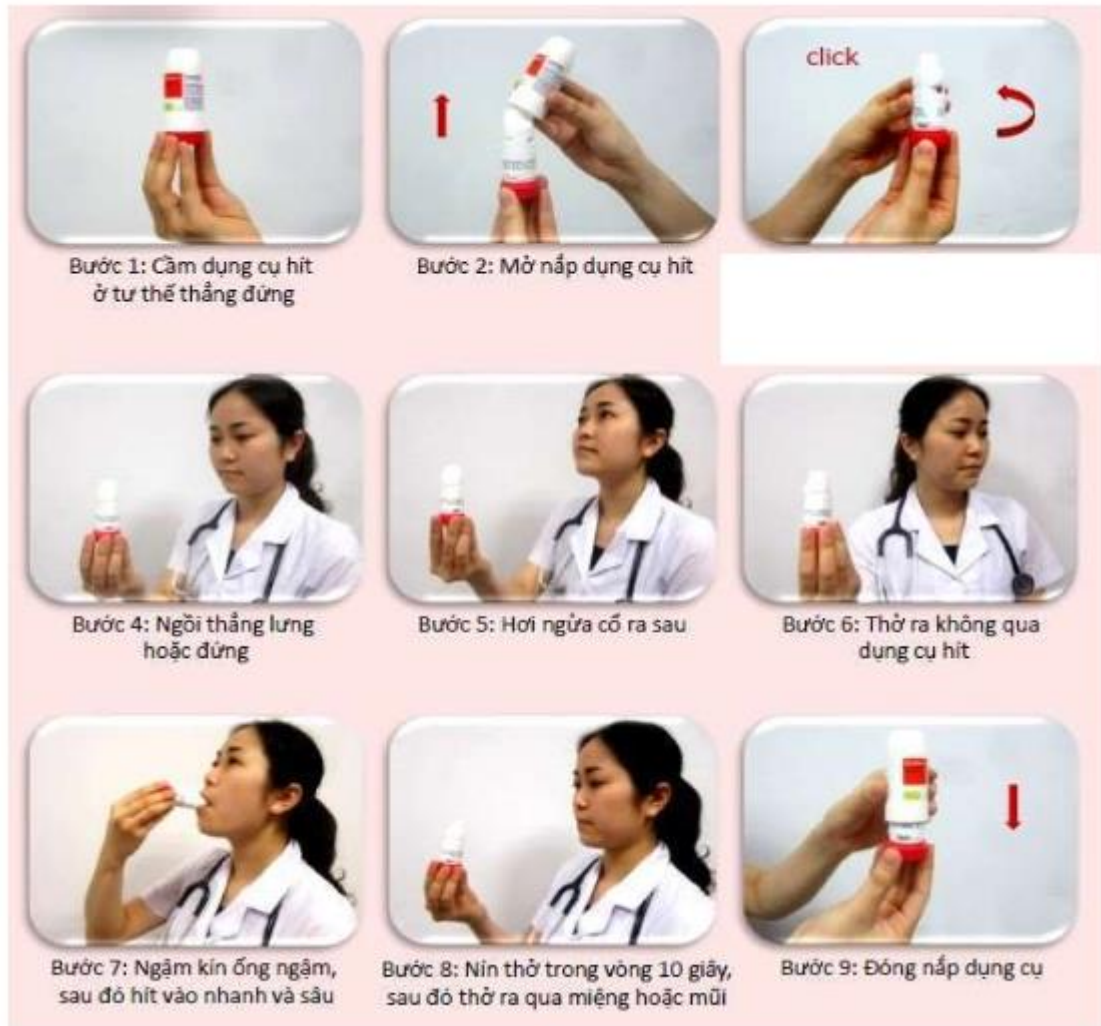 click
Bước 1: Cầm dụng cụ hít
ở tư thế thẳng đứng
Bước 2: Mở nắp dụng cụ hít
Bước 4: Ngồi thẳng lưng
hoặc đứng
Bước 5: Hơi ngửa cổ ra sau
Bước 6: Thở ra không qua
dụng cụ hít
Bước 7: Ngậm kín ống ngậm,
sau đó hít vào nhanh và sâu
Bước 8: Nín thở trong vòng 10 giây,
sau đó thở ra qua miệng hoặc mũi
Bước 9: Đóng nắp dụng cụ